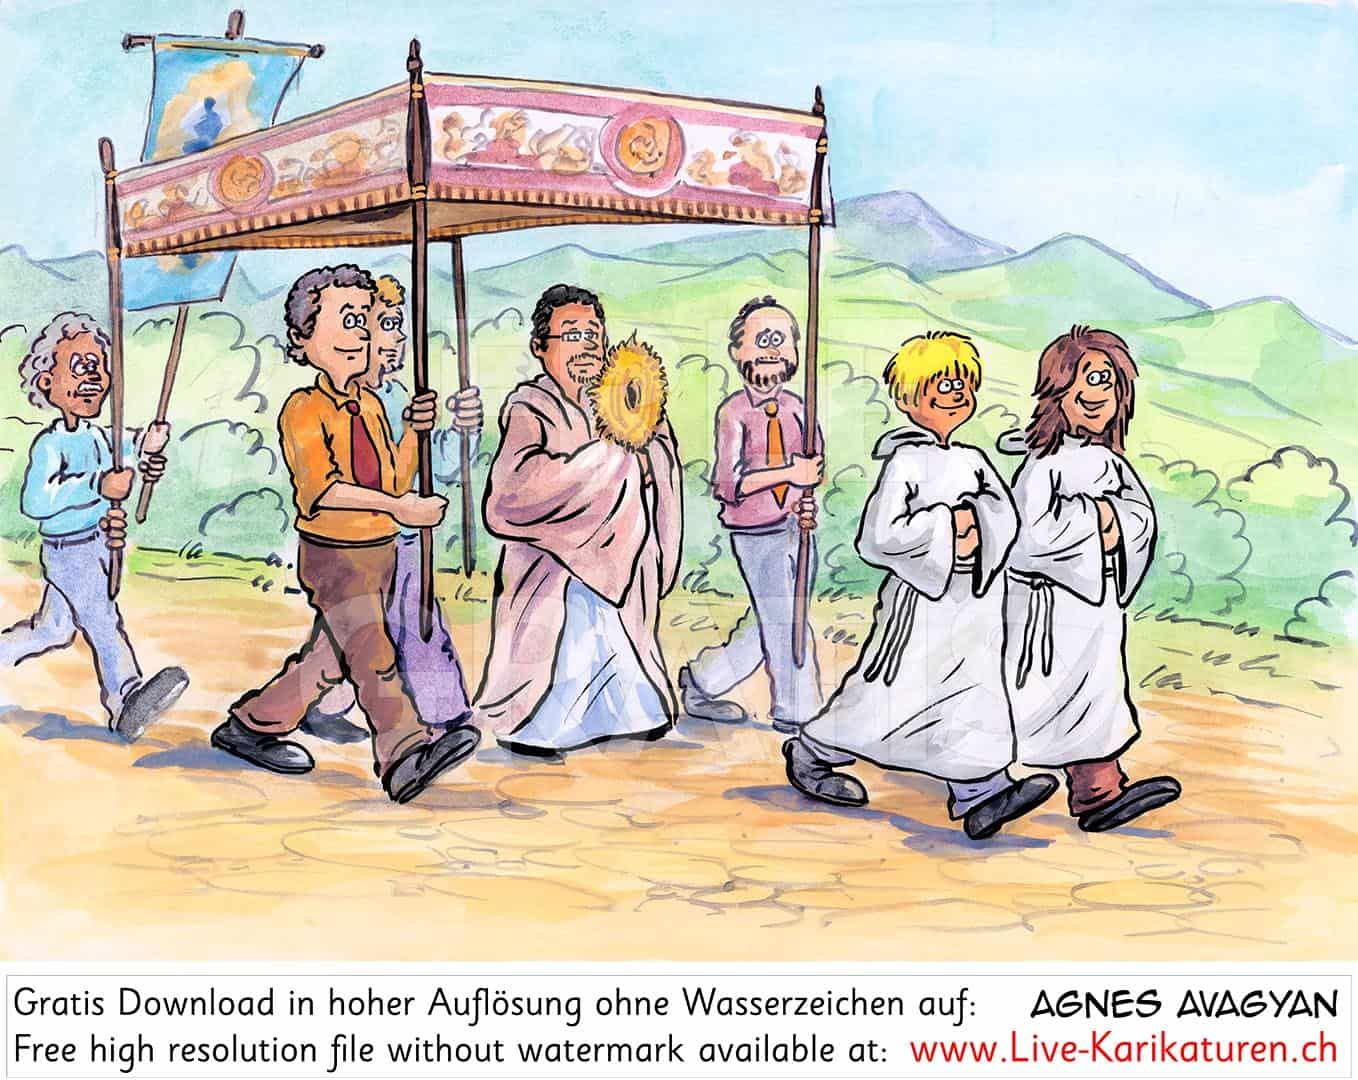 Gratis Download in hoher Auflösung ohne Wasserzeichen auf: AGNES AVAGYAN
Free high resolution file without watermark available at: www.Live-Karikaturen.ch